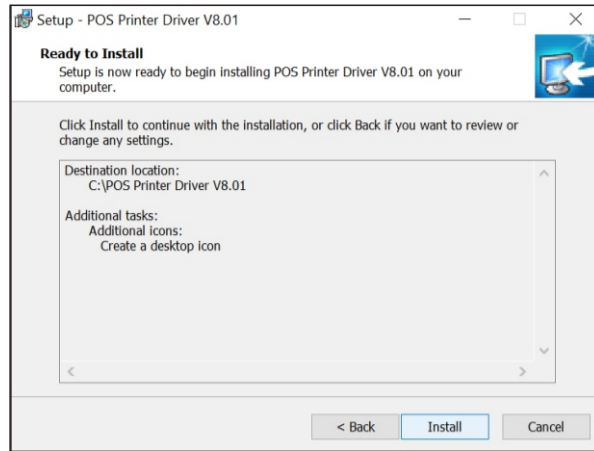 Setup - POS Printer Driver V8.01
Ready to Install
Setup is now ready to begin installing POS Printer Driver V8.01 on your
computer.
Click Install to continue with the installation, or click Back if you want to review or
change any settings.
Destination location:
C:\POS Printer Driver V8.01
Additional tasks:
Additional icons:
Create a desktop icon
< Back
Install
Cancel